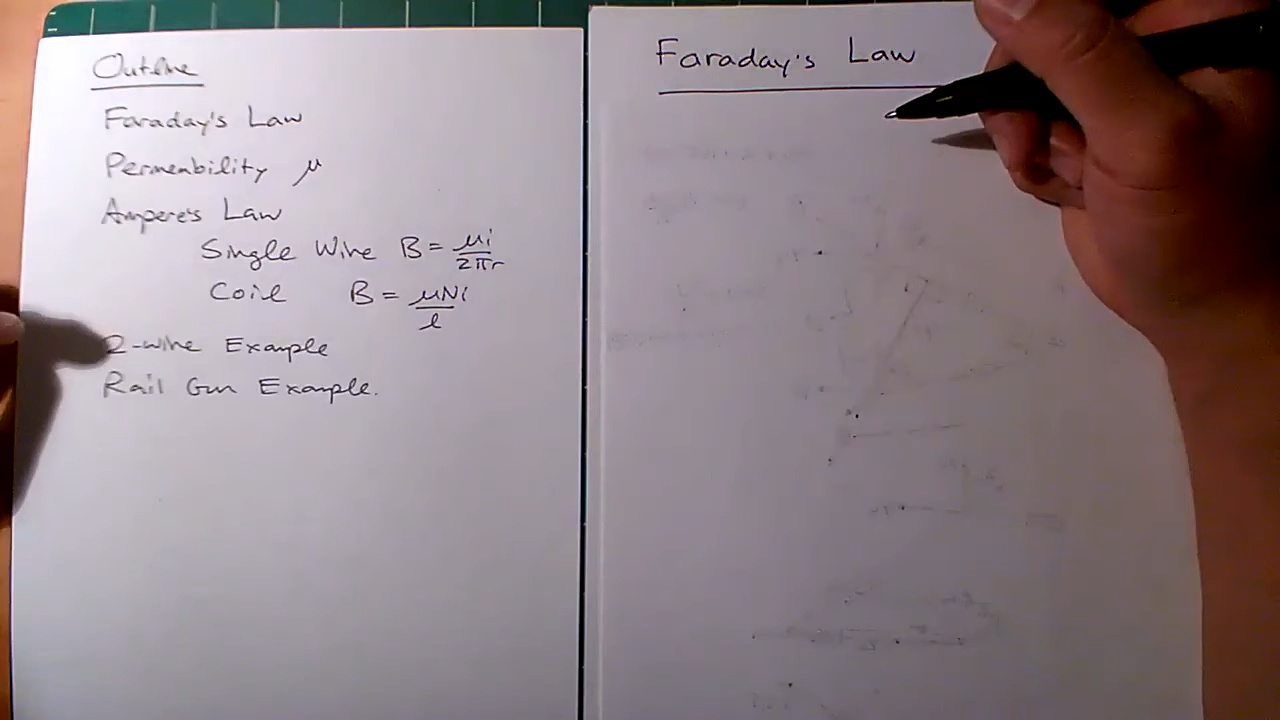 Outline
Faraday's Law
Permeability μ
Ampere's Law
Single Wire B = μi/2πr
Coil B = μNi/l
2-wire Example
Rail Gun Example.
Faraday's Law